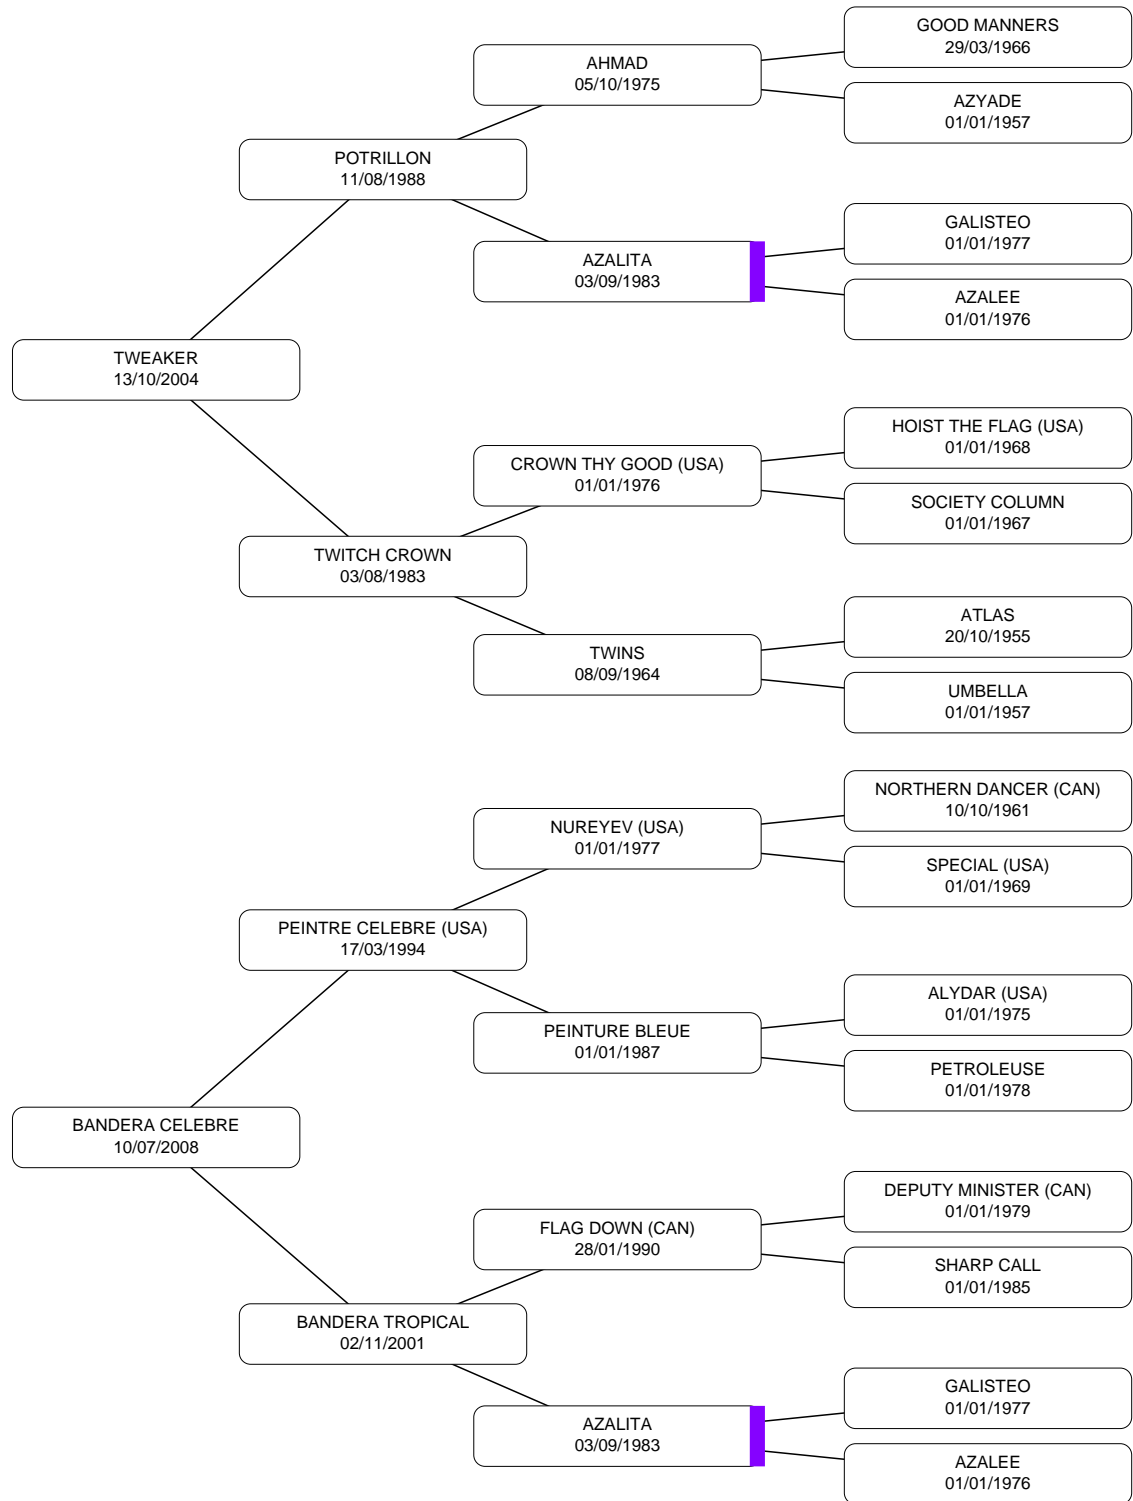 GOOD MANNERS
29/03/1966
AHMAD
05/10/1975
AZYADE
01/01/1957
POTRILLON
11/08/1988
GALISTEO
01/01/1977
AZALITA
03/09/1983
AZALEE
01/01/1976
TWEAKER
13/10/2004
HOIST THE FLAG (USA)
01/01/1968
CROWN THY GOOD (USA)
01/01/1976
SOCIETY COLUMN
01/01/1967
TWITCH CROWN
03/08/1983
ATLAS
20/10/1955
TWINS
08/09/1964
UMBELLA
01/01/1957
NORTHERN DANCER (CAN)
10/10/1961
NUREYEV (USA)
01/01/1977
SPECIAL (USA)
01/01/1969
PEINTRE CELEBRE (USA)
17/03/1994
ALYDAR (USA)
01/01/1975
PEINTURE BLEUE
01/01/1987
PETROLEUSE
01/01/1978
BANDERA CELEBRE
10/07/2008
DEPUTY MINISTER (CAN)
01/01/1979
FLAG DOWN (CAN)
28/01/1990
SHARP CALL
01/01/1985
BANDERA TROPICAL
02/11/2001
GALISTEO
01/01/1977
AZALITA
03/09/1983
AZALEE
01/01/1976